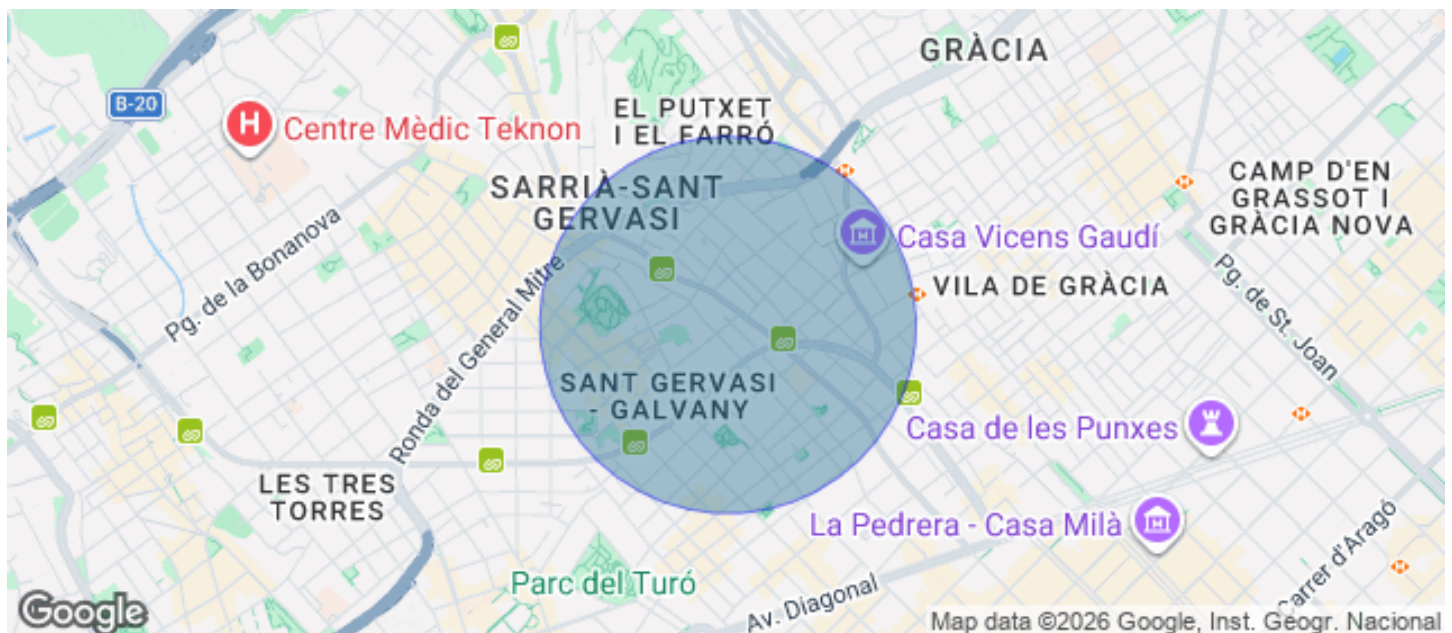 GRÀCIA
B-20
H
Centre Mèdic Teknon
EL PUTXET
I EL FARRÓ
SARRIÀ-SANT
GERVASI
CAMP D'EN
GRASSOT I
GRÀCIA NOVA
Casa Vicens Gaudí
Pg. de la Bonanova
VILA DE GRÀCIA
Pg. de St. Joan
Ronda del General Mitre
SANT GERVASI
- GALVANY
Casa de les Punxes
LES TRES
TORRES
La Pedrera - Casa Milà
Carrer d'Aragó
Parc del Turó
Av. Diagonal
Google
Map data ©2026 Google, Inst. Geogr. Nacional